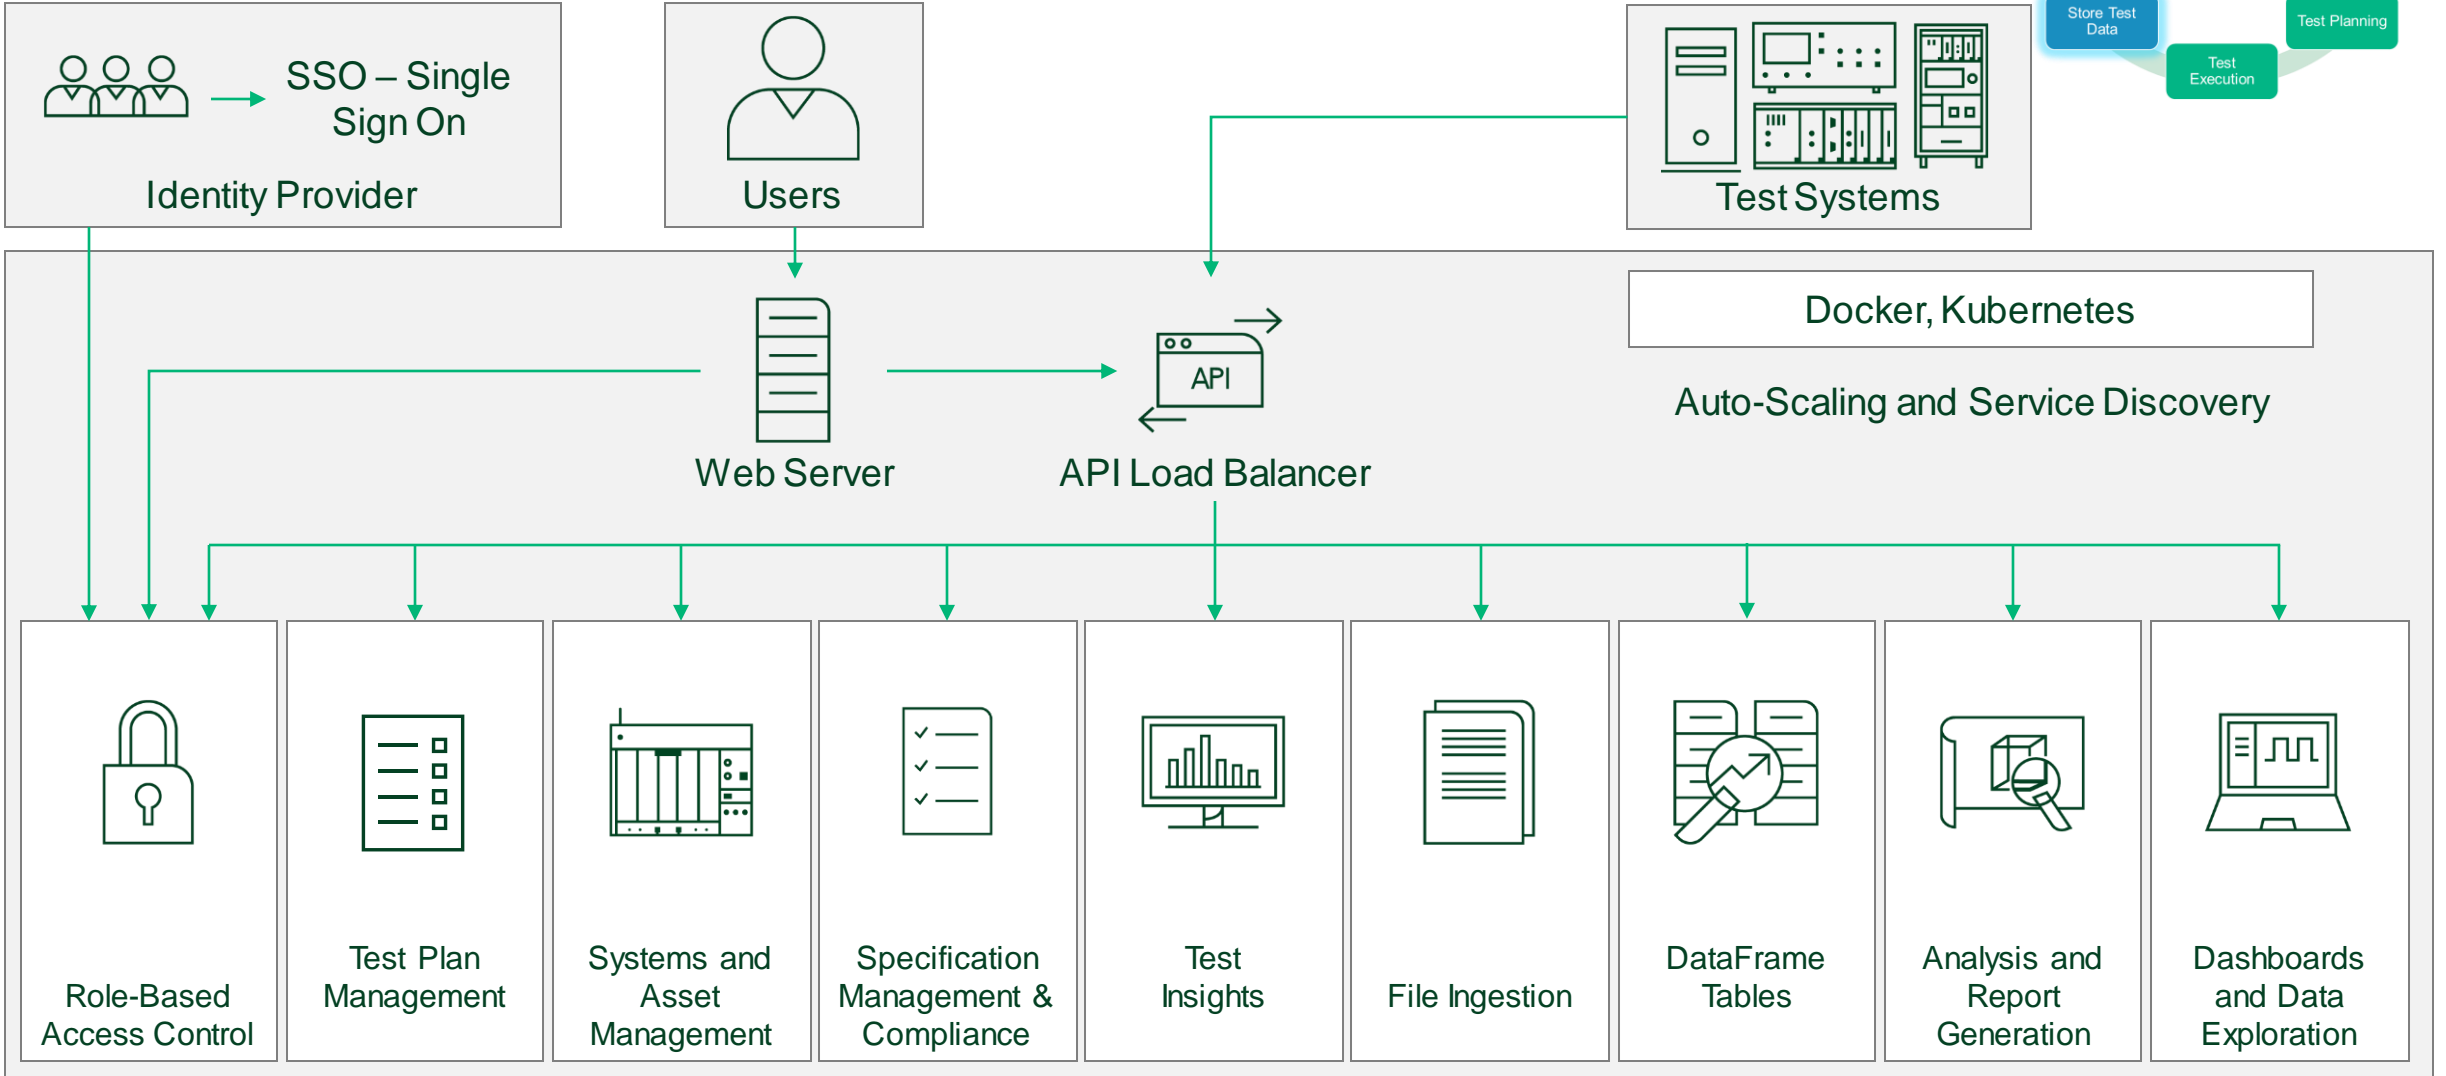 SSO – Single
Sign On
Identity Provider
Users
Test Systems
Store Test
Data
Test
Execution
Test Planning
Docker, Kubernetes
Auto-Scaling and Service Discovery
API
Web Server
API Load Balancer
Role-Based
Access Control
Test Plan
Management
Systems and
Asset
Management
Specification
Management &
Compliance
Test
Insights
File Ingestion
DataFrame
Tables
Analysis and
Report
Generation
Dashboards
and Data
Exploration